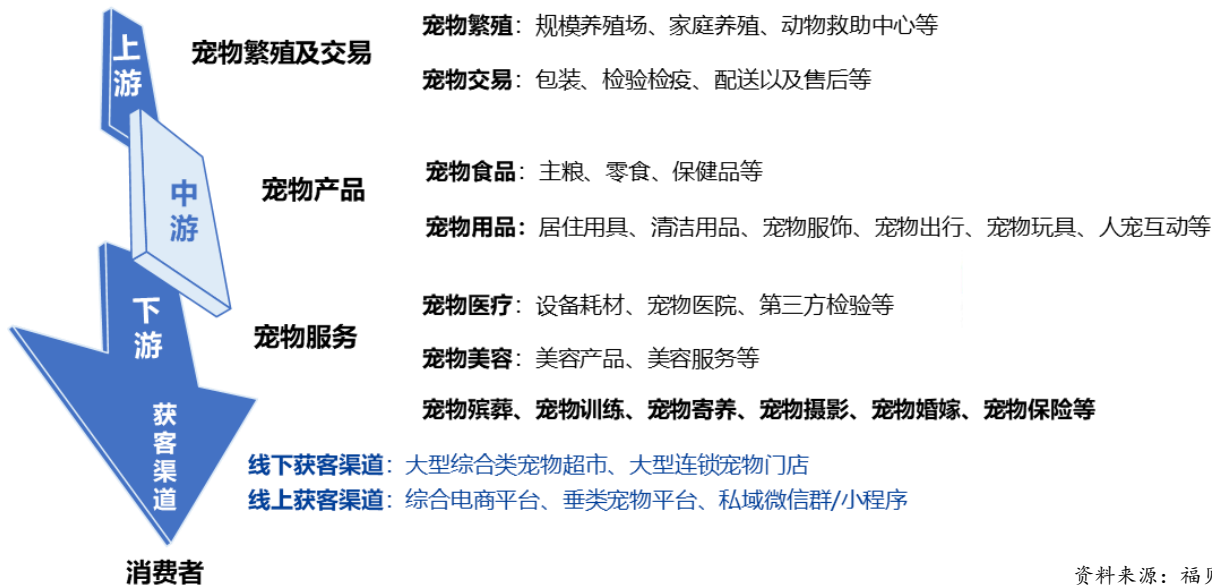 上游
宠物繁殖及交易
宠物繁殖：规模养殖场、家庭养殖、动物救助中心等
宠物交易：包装、检验检疫、配送以及售后等
中游
宠物产品
宠物食品：主粮、零食、保健品等
宠物用品：居住用具、清洁用品、宠物服饰、宠物出行、宠物玩具、人宠互动等
下游
宠物服务
宠物医疗：设备耗材、宠物医院、第三方检验等
宠物美容：美容产品、美容服务等
宠物殡葬、宠物训练、宠物寄养、宠物摄影、宠物婚嫁、宠物保险等
获客渠道
线下获客渠道：大型综合类宠物超市、大型连锁宠物门店
线上获客渠道：综合电商平台、垂类宠物平台、私域微信群/小程序
消费者
资料来源：福